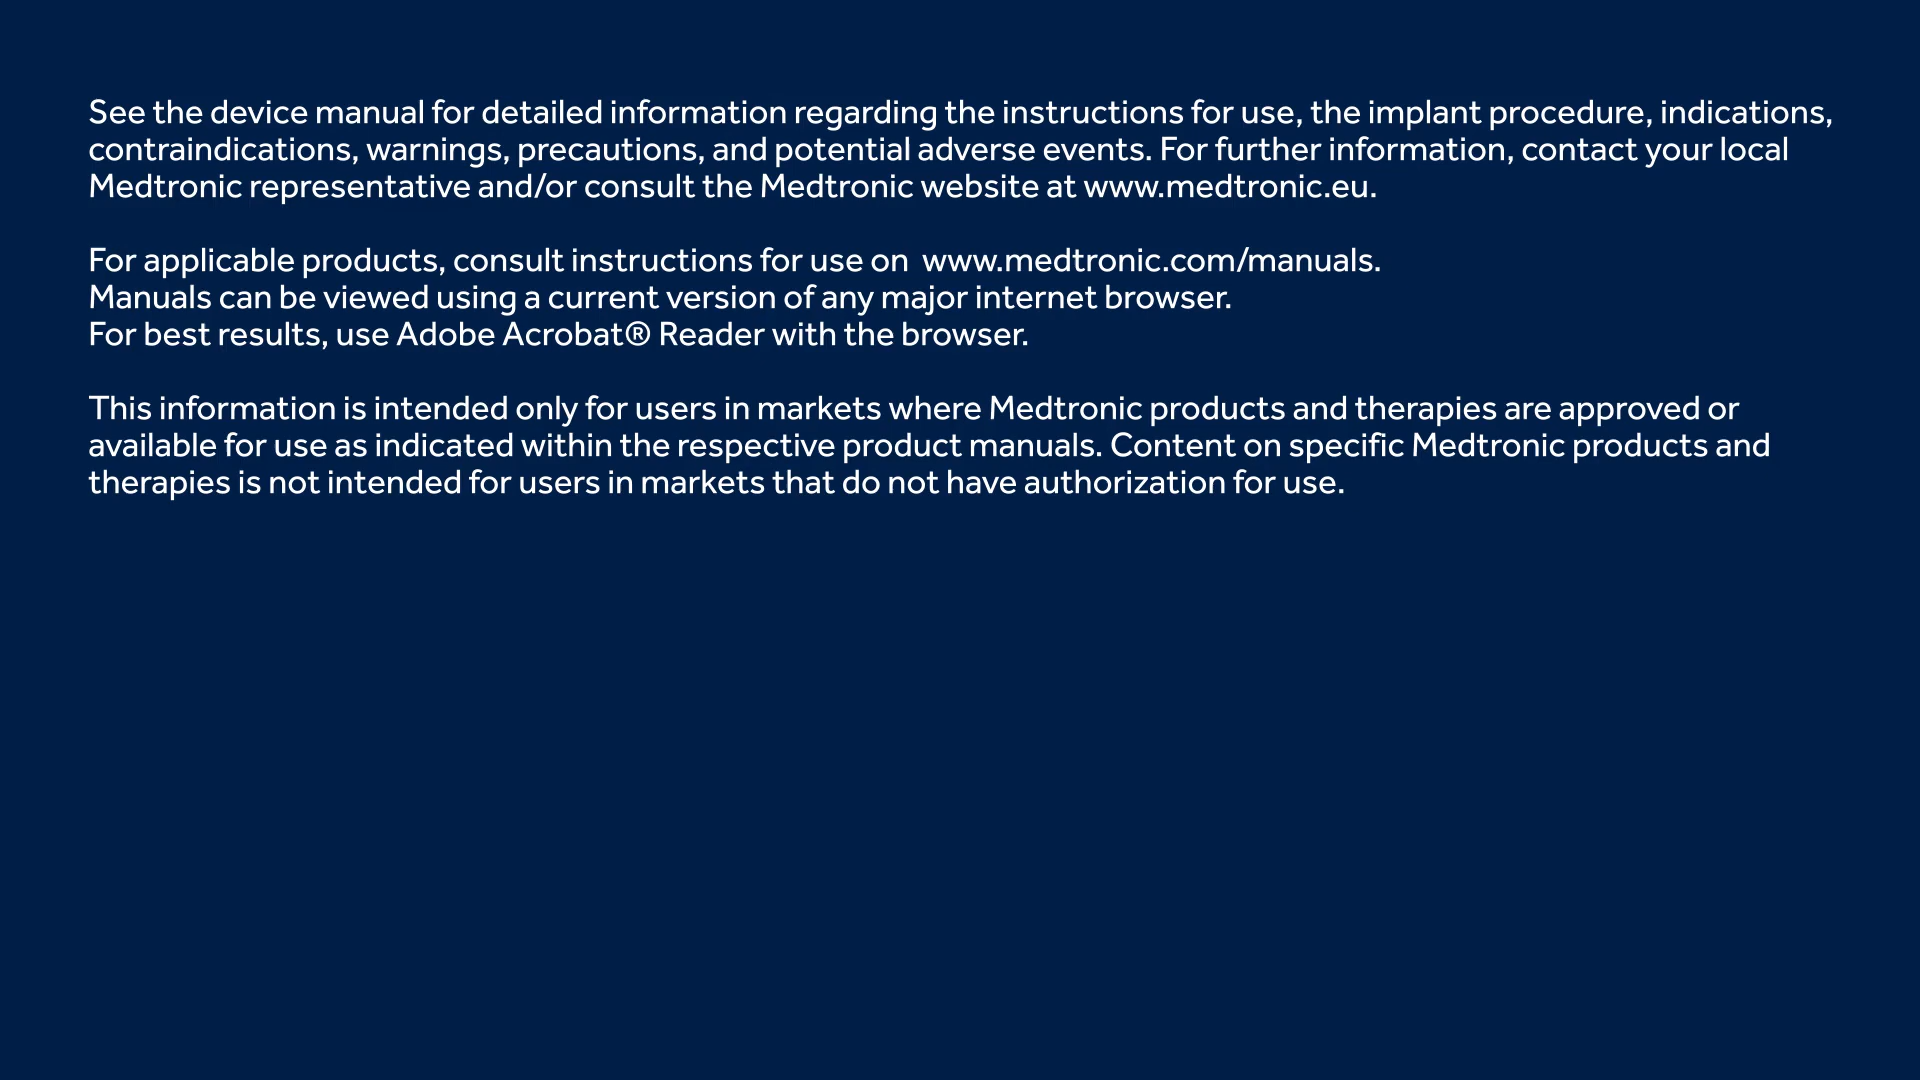 See the device manual for detailed information regarding the instructions for use, the implant procedure, indications,
contraindications, warnings, precautions, and potential adverse events. For further information, contact your local
Medtronic representative and/or consult the Medtronic website at www.medtronic.eu.
For applicable products, consult instructions for use on  www.medtronic.com/manuals.
Manuals can be viewed using a current version of any major internet browser.
For best results, use Adobe Acrobat® Reader with the browser.
This information is intended only for users in markets where Medtronic products and therapies are approved or
available for use as indicated within the respective product manuals. Content on specific Medtronic products and
therapies is not intended for users in markets that do not have authorization for use.